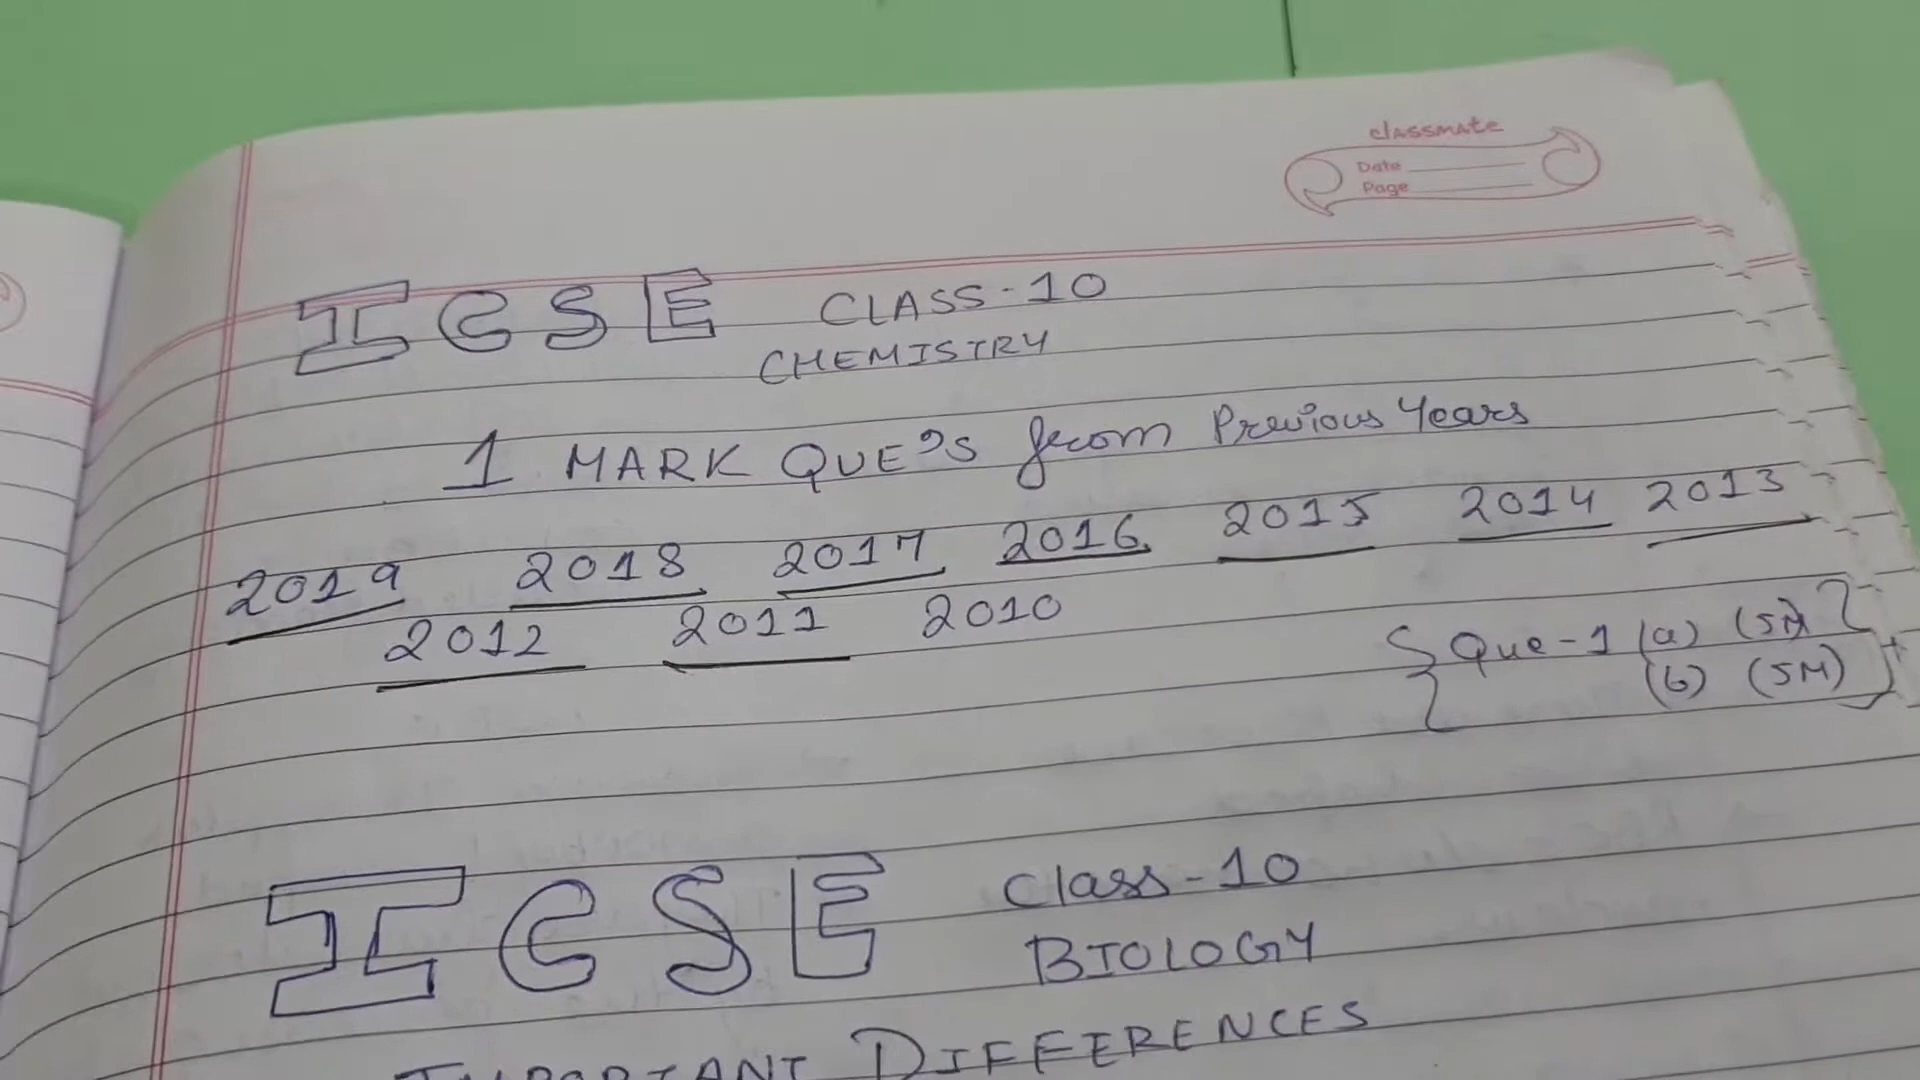 classmate
Date
Page
ICSE CLASS-10
CHEMISTRY
1 MARK QUE'S from Previous Years
2019 2018 2017 2016 2015 2014 2013
2012 2011 2010
{ Que-1 (a) (5M)
(b) (5M) }
ICSE Class-10
BIOLOGY
IMPORTANT DIFFERENCES